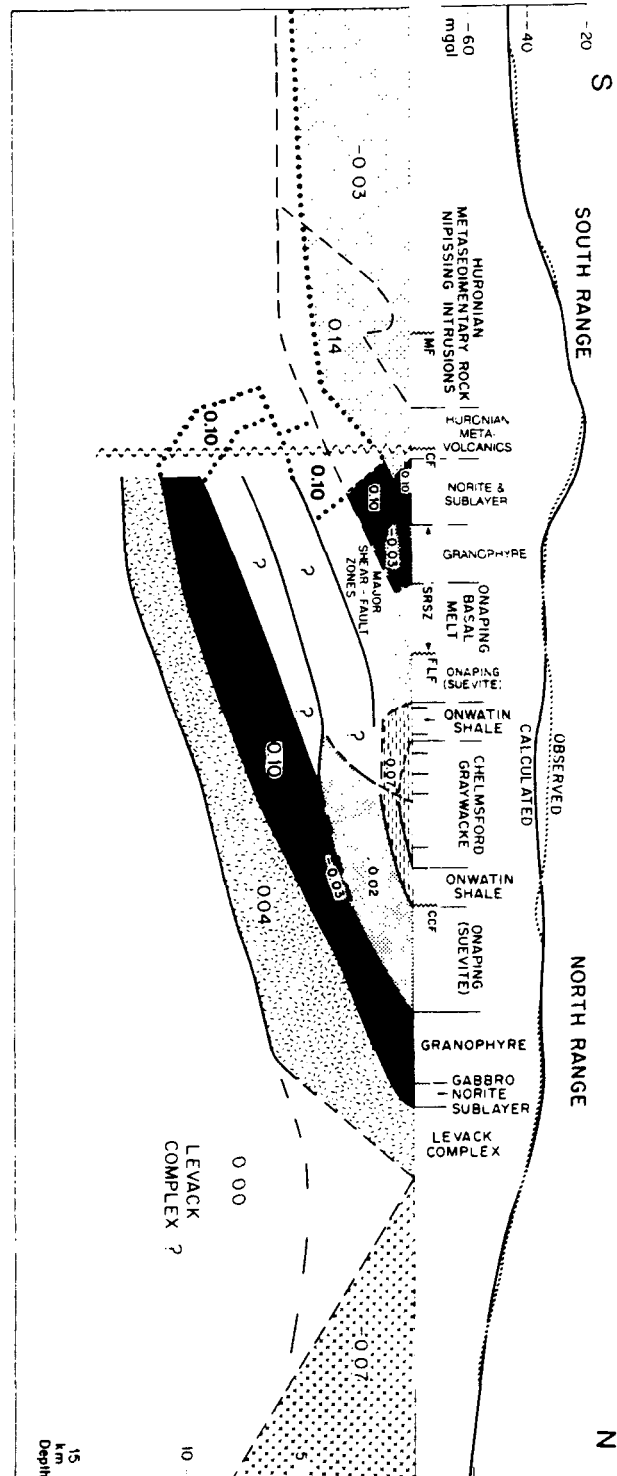 S
SOUTH RANGE
NORTH RANGE
N
-20
-40
-60
mgal
OBSERVED
CALCULATED
HURONIAN
METASEDIMENTARY ROCK
NIPISSING INTRUSIONS
HURONIAN
META-
VOLCANICS
NORITE &
SUBLAYER
GRANOPHYRE
ONAPING
BASAL
MELT
ONAPING
(SUEVITE)
ONWATIN
SHALE
CHELMSFORD
GRAYWACKE
ONWATIN
SHALE
ONAPING
(SUEVITE)
GRANOPHYRE
GABBRO
NORITE
SUBLAYER
LEVACK
COMPLEX
MF
CF
SRSZ
FLF
CCF
-0.03
0.14
0.10
0.10
0.10
0.10
-0.03
MAJOR
SHEAR-FAULT
ZONES
?
?
?
?
-0.07
0.02
-0.03
0.10
0.04
0.00
LEVACK
COMPLEX ?
-0.07
5
10
15
km
Depth